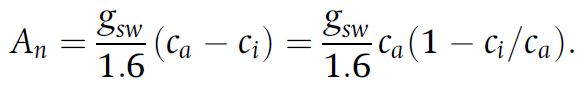 $A_n = \frac{g_{sw}}{1.6}(c_a - c_i) = \frac{g_{sw}}{1.6} c_a (1 - c_i/c_a).$